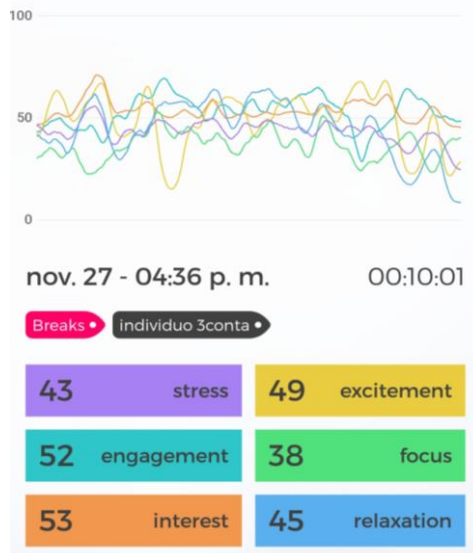 100
50
0
nov. 27 - 04:36 p. m. 00:10:01
Breaks individuo 3conta
43 stress 49 excitement
52 engagement 38 focus
53 interest 45 relaxation